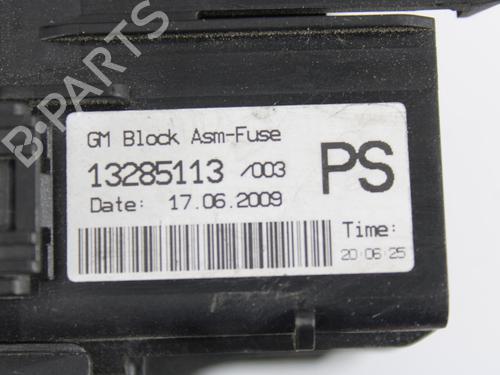 GM Block Asm-Fuse
13285113 /003
PS
Date: 17.06.2009
Time:
20:06:25
B-PARTS